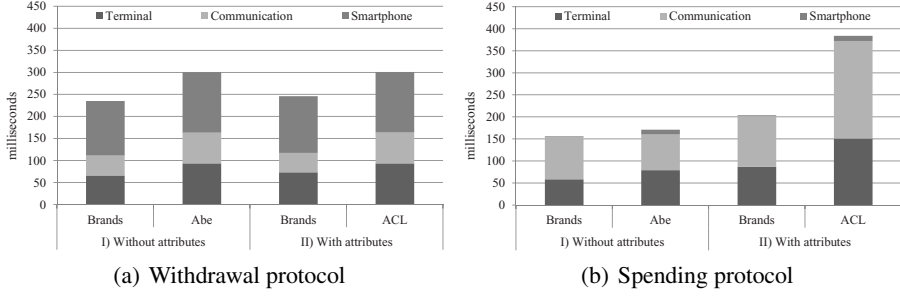 Terminal Communication Smartphone
milliseconds
450
400
350
300
250
200
150
100
50
0
Brands Abe Brands ACL
I) Without attributes II) With attributes
(a) Withdrawal protocol
Terminal Communication Smartphone
milliseconds
450
400
350
300
250
200
150
100
50
0
Brands Abe Brands ACL
I) Without attributes II) With attributes
(b) Spending protocol